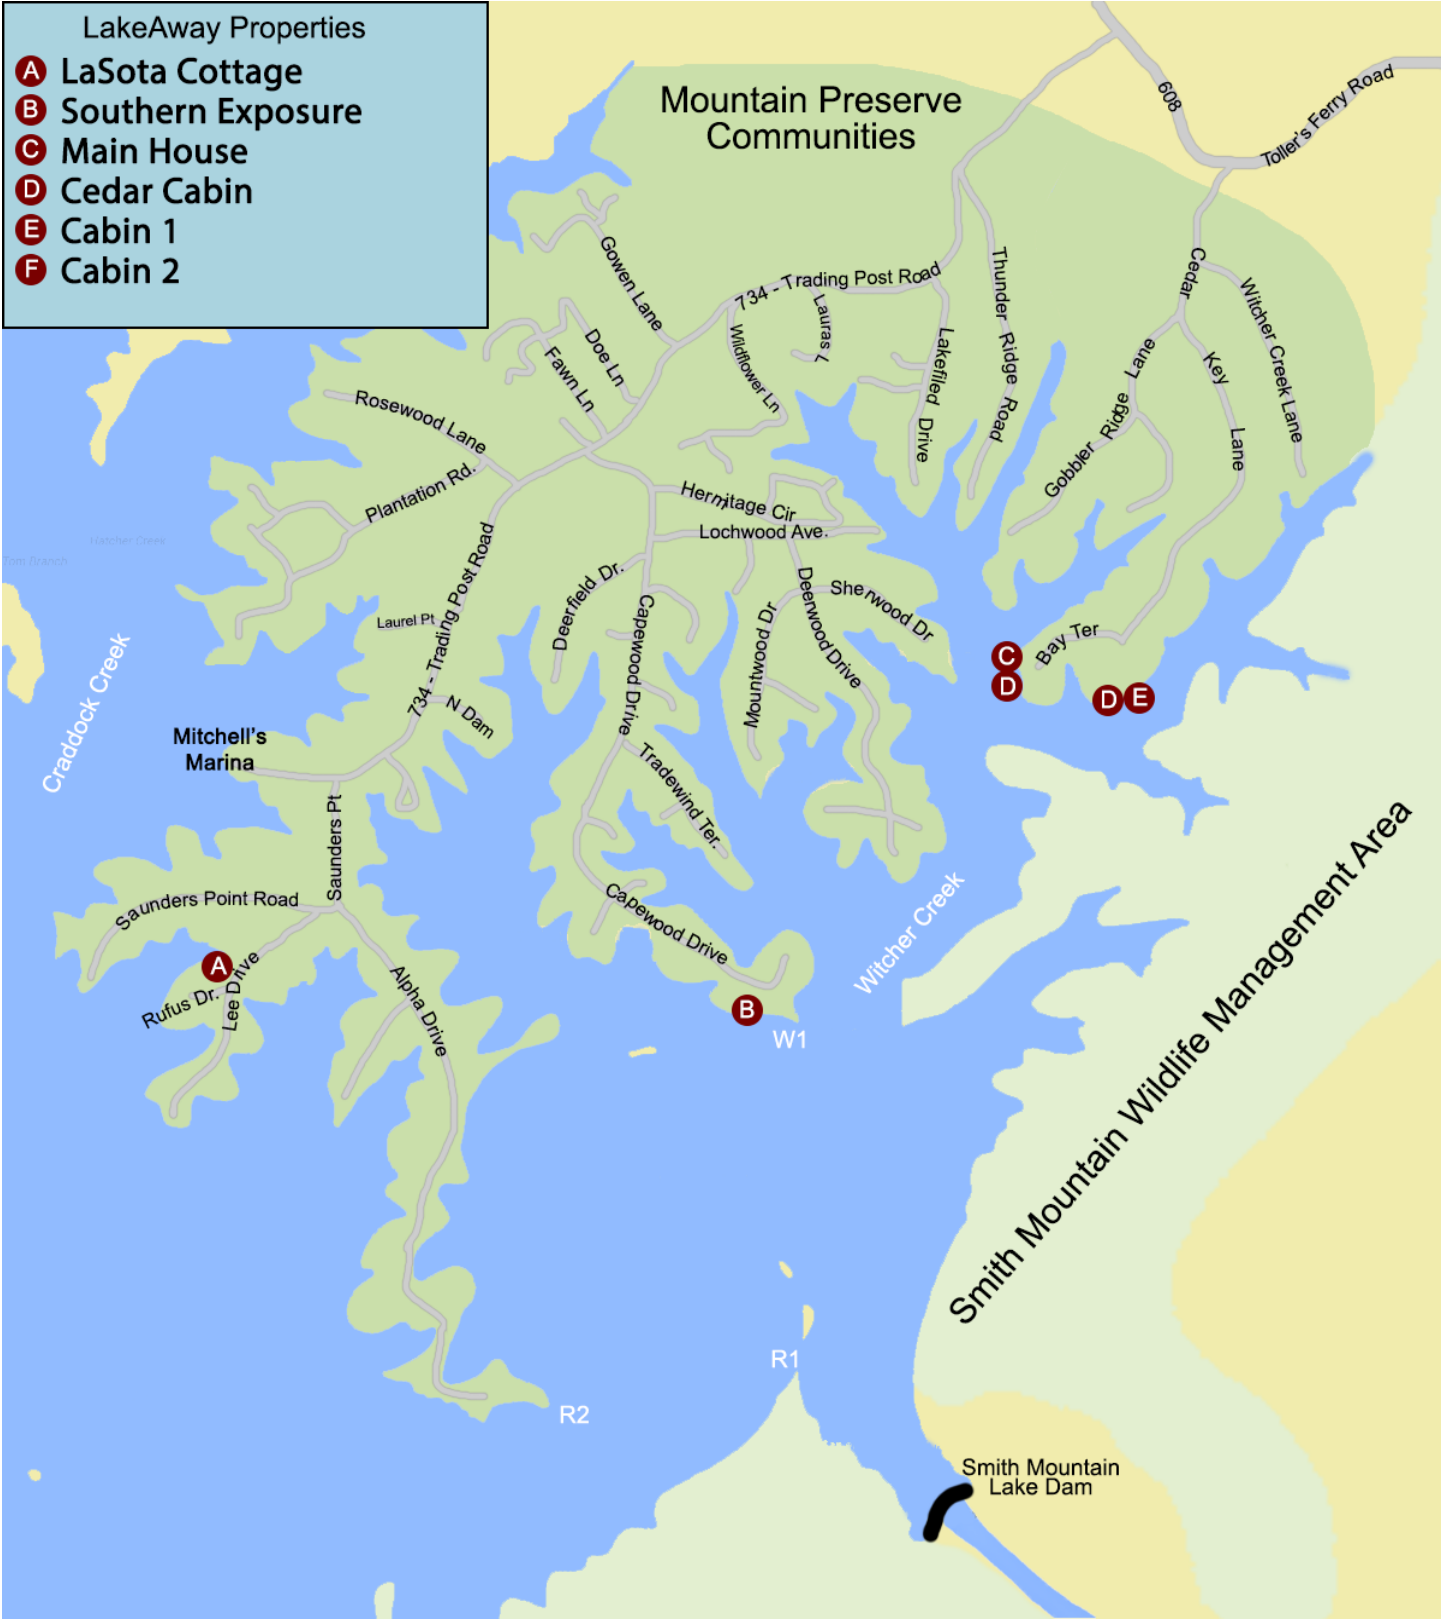 LakeAway Properties
A LaSota Cottage
B Southern Exposure
C Main House
D Cedar Cabin
E Cabin 1
F Cabin 2
Mountain Preserve
Communities
608
Toller's Ferry Road
Gowen Lane
734 - Trading Post Road
Thunder Ridge Road
Cedar
Witcher Creek Lane
Lauras L
Wildflower Ln
Lakefiled Drive
Doe Ln
Fawn Ln
Key Lane
Gobbler Ridge Lane
Rosewood Lane
Plantation Rd.
Hermitage Cir
Lochwood Ave.
Hatcher Creek
Tom Branch
Deerfield Dr.
Capewood Drive
Mountwood Dr
Deerwood Drive
Sherwood Dr
Laurel Pt
734 - Trading Post Road
Bay Ter
C
D
D
E
N Dam
Craddock Creek
Mitchell's
Marina
Tradewind Ter.
Saunders Pt
Smith Mountain Wildlife Management Area
Saunders Point Road
Capewood Drive
Witcher Creek
A
Rufus Dr.
Lee Drive
Alpha Drive
B
W1
R1
R2
Smith Mountain
Lake Dam